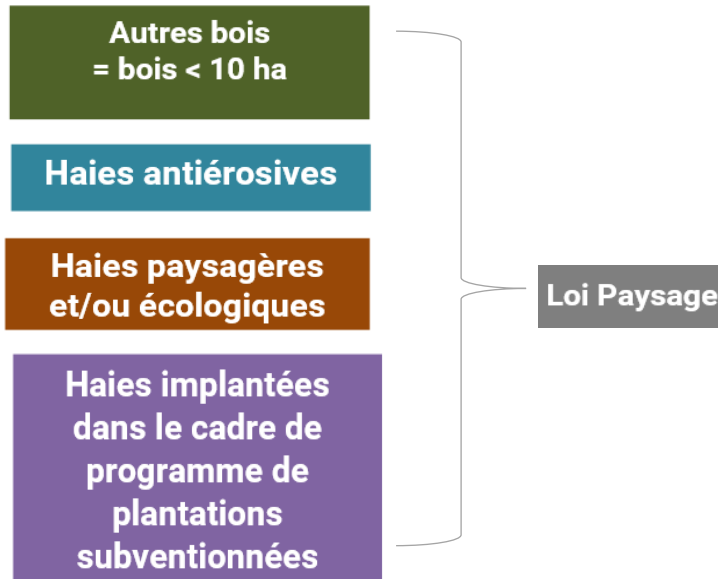 Autres bois
= bois < 10 ha
Haies antiérosives
Haies paysagères
et/ou écologiques
Loi Paysage
Haies implantées
dans le cadre de
programme de
plantations
subventionnées